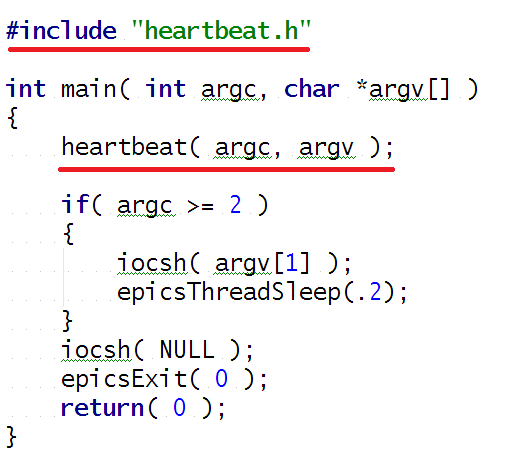 #include "heartbeat.h"
int main( int argc, char *argv[] )
{
heartbeat( argc, argv );
if( argc >= 2 )
{
iocsh( argv[1] );
epicsThreadSleep(.2);
}
iocsh( NULL );
epicsExit( 0 );
return( 0 );
}